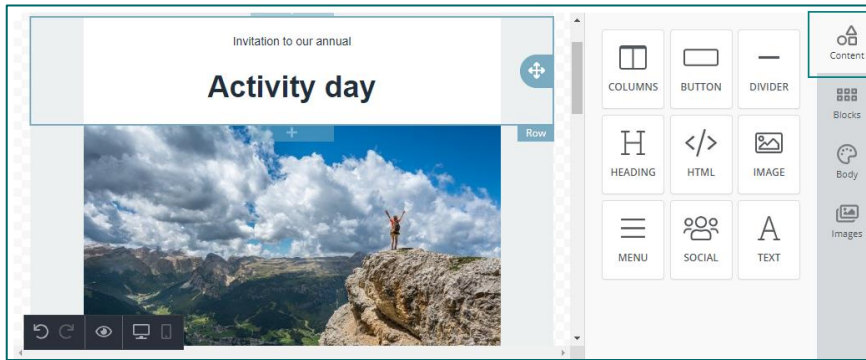 Invitation to our annual
Activity day
Row
COLUMNS
BUTTON
DIVIDER
HEADING
HTML
IMAGE
MENU
SOCIAL
TEXT
Content
Blocks
Body
Images